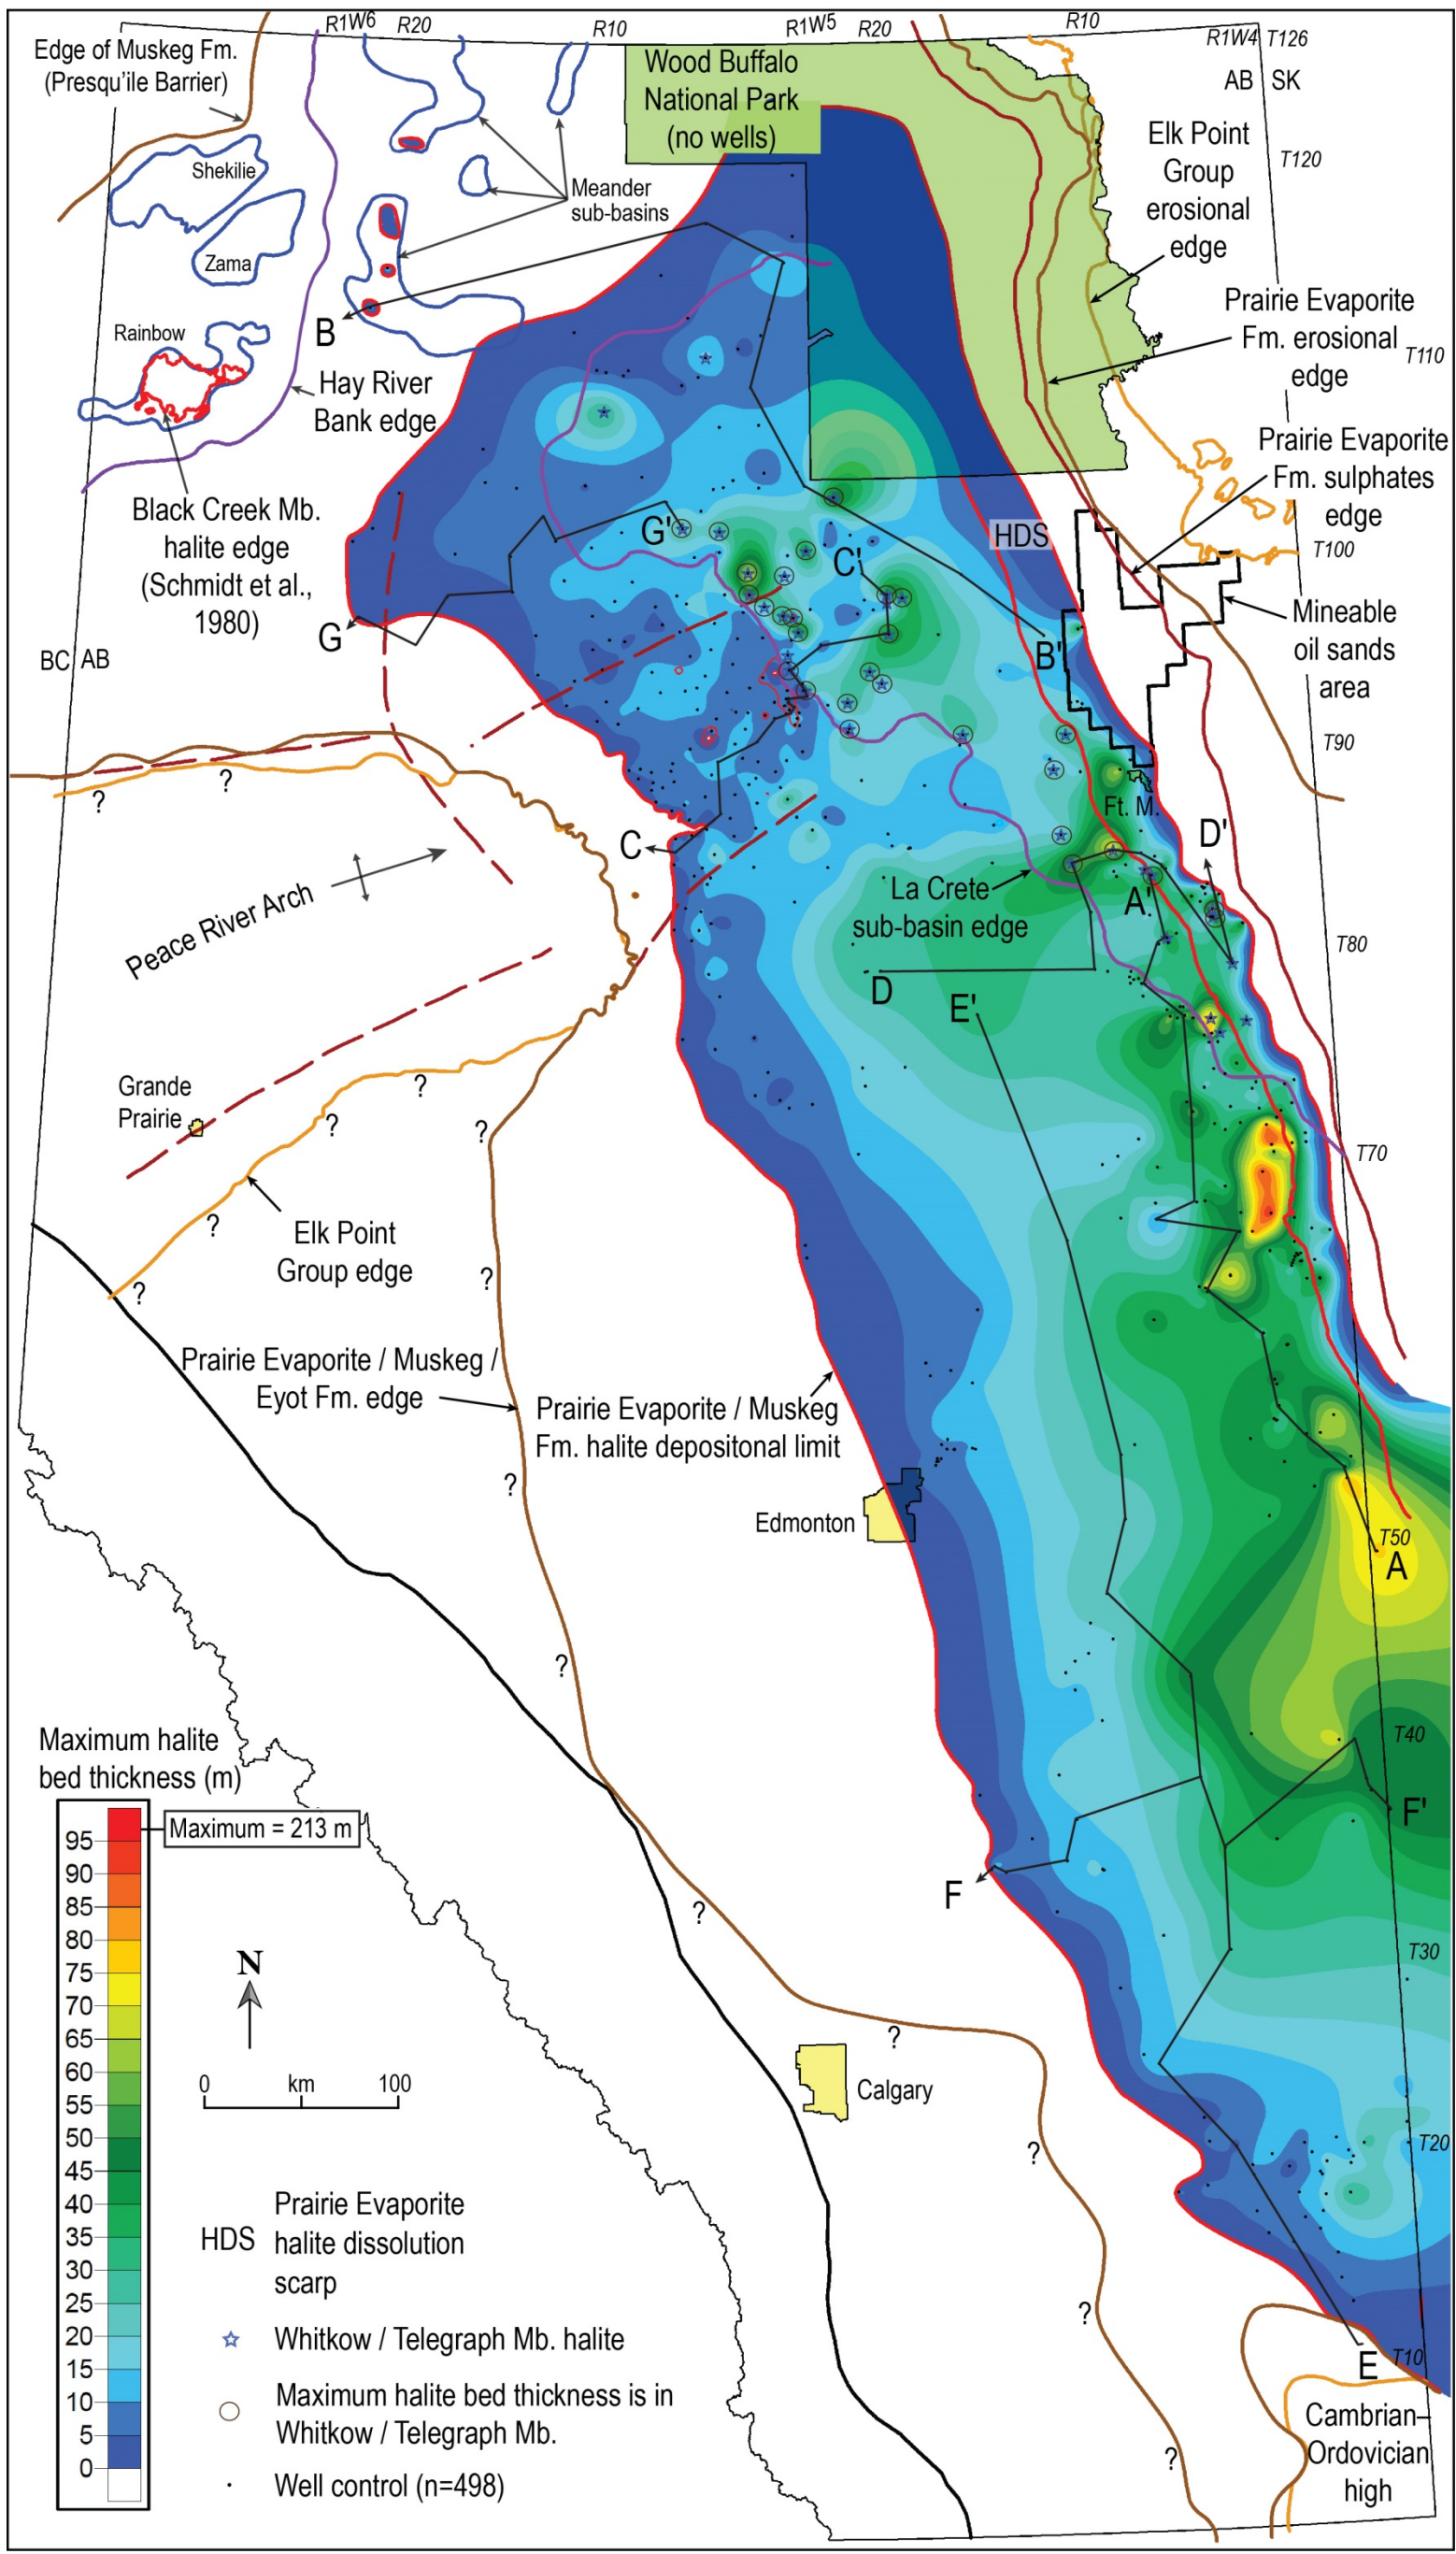 R1W6
R20
R10
R1W5
R20
R10
R1W4
T126
Edge of Muskeg Fm.
(Presqu'ile Barrier)
Wood Buffalo
National Park
(no wells)
AB
SK
Shekilie
Elk Point
Group
erosional
edge
T120
Meander
sub-basins
Zama
Prairie Evaporite
Fm. erosional
edge
T110
B
Rainbow
Hay River
Bank edge
Prairie Evaporite
Fm. sulphates
edge
Black Creek Mb.
halite edge
(Schmidt et al.,
1980)
G'
HDS
C'
T100
Mineable
oil sands
area
G
BC
AB
B'
T90
?
?
Ft. M.
C
D'
La Crete
sub-basin edge
A'
Peace River Arch
T80
D
E'
Grande
Prairie
?
?
?
T70
?
Elk Point
Group edge
?
?
Prairie Evaporite / Muskeg /
Eyot Fm. edge
Prairie Evaporite / Muskeg
Fm. halite depositonal limit
?
Edmonton
T50
A
?
Maximum halite
bed thickness (m)
T40
Maximum = 213 m
F'
95
90
85
80
75
70
65
60
55
50
45
40
35
30
25
20
15
10
5
0
F
?
T30
N
?
0
km
100
Calgary
T20
?
HDS
Prairie Evaporite
halite dissolution
scarp
?
Whitkow / Telegraph Mb. halite
E
T10
Maximum halite bed thickness is in
Whitkow / Telegraph Mb.
Cambrian–
Ordovician
high
?
Well control (n=498)